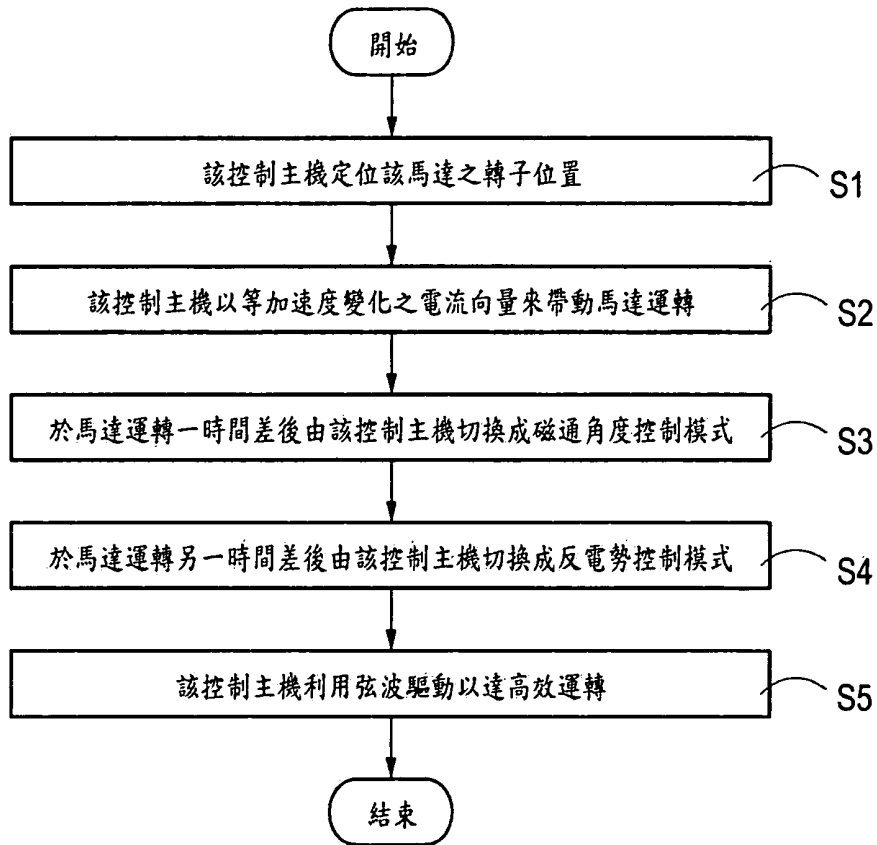 開始
該控制主機定位該馬達之轉子位置
S1
該控制主機以等加速度變化之電流向量來帶動馬達運轉
S2
於馬達運轉一時間差後由該控制主機切換成磁通角度控制模式
S3
於馬達運轉另一時間差後由該控制主機切換成反電勢控制模式
S4
該控制主機利用弦波驅動以達高效運轉
S5
結束